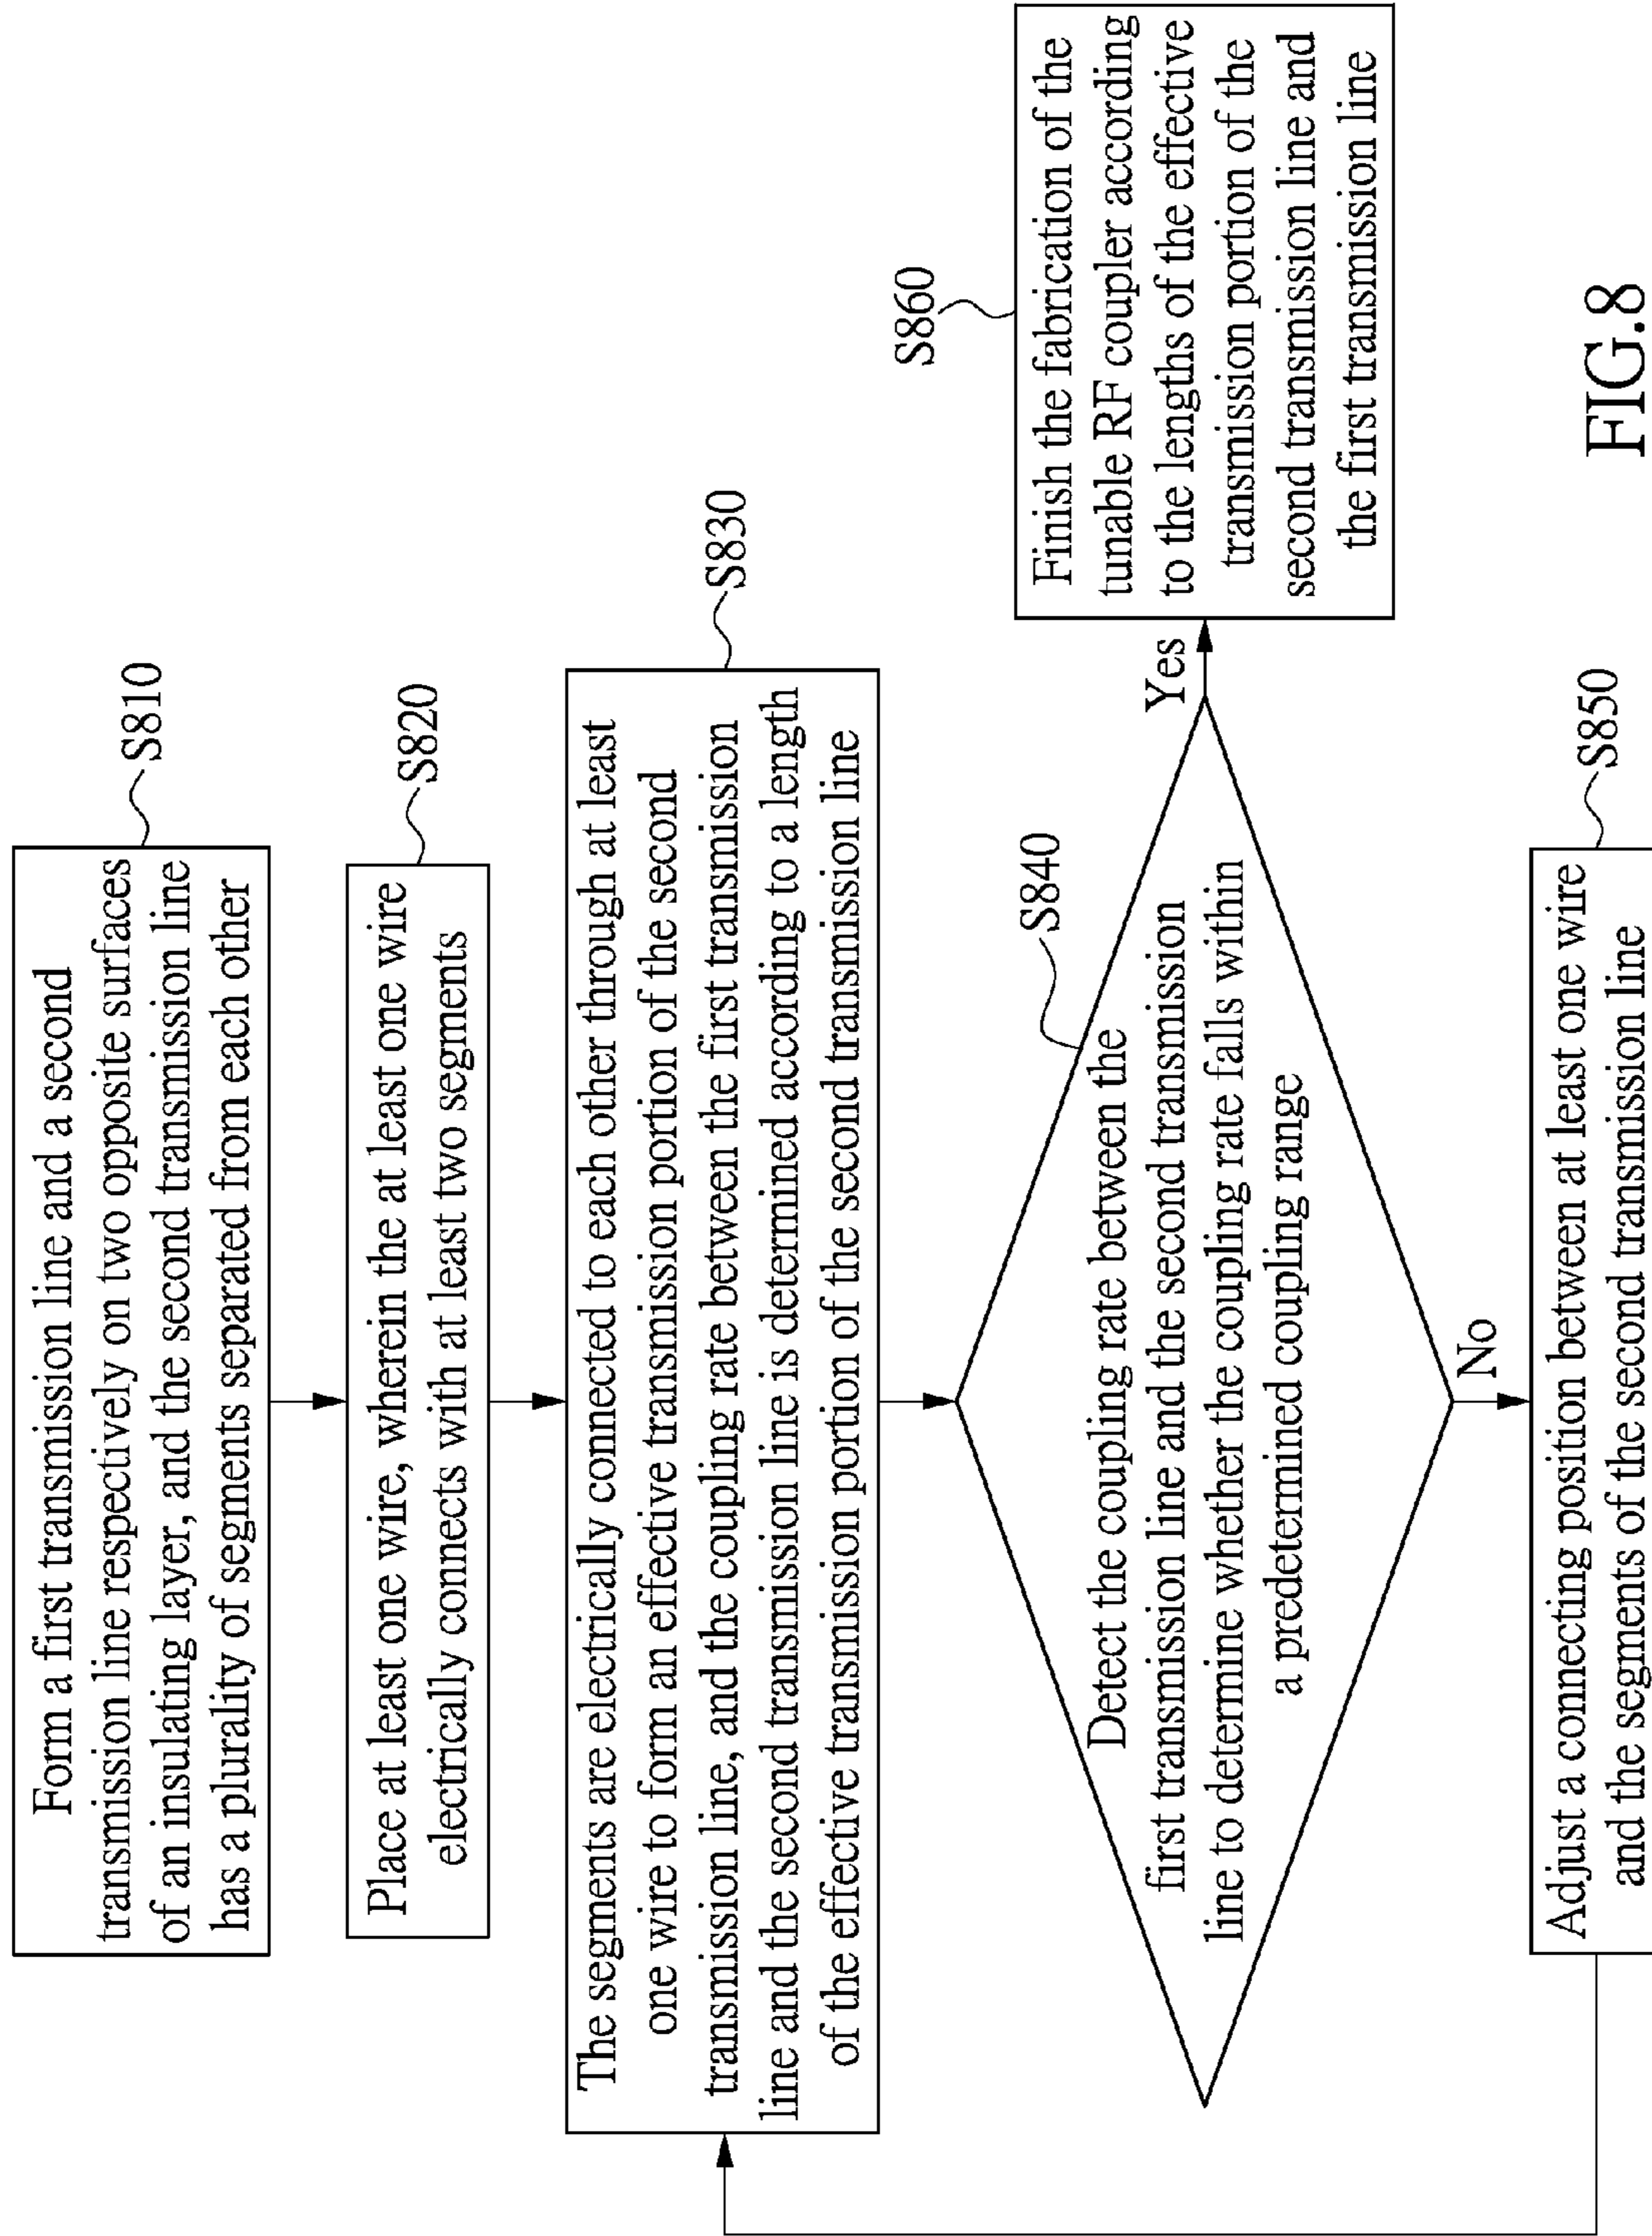 Form a first transmission line and a second
transmission line respectively on two opposite surfaces
of an insulating layer, and the second transmission line
has a plurality of segments separated from each other
S810
Place at least one wire, wherein the at least one wire
electrically connects with at least two segments
S820
The segments are electrically connected to each other through at least
one wire to form an effective transmission portion of the second
transmission line, and the coupling rate between the first transmission
line and the second transmission line is determined according to a length
of the effective transmission portion of the second transmission line
S830
Detect the coupling rate between the
first transmission line and the second transmission
line to determine whether the coupling rate falls within
a predetermined coupling range
S840
Yes
No
Adjust a connecting position between at least one wire
and the segments of the second transmission line
S850
Finish the fabrication of the
tunable RF coupler according
to the lengths of the effective
transmission portion of the
second transmission line and
the first transmission line
S860
FIG.8